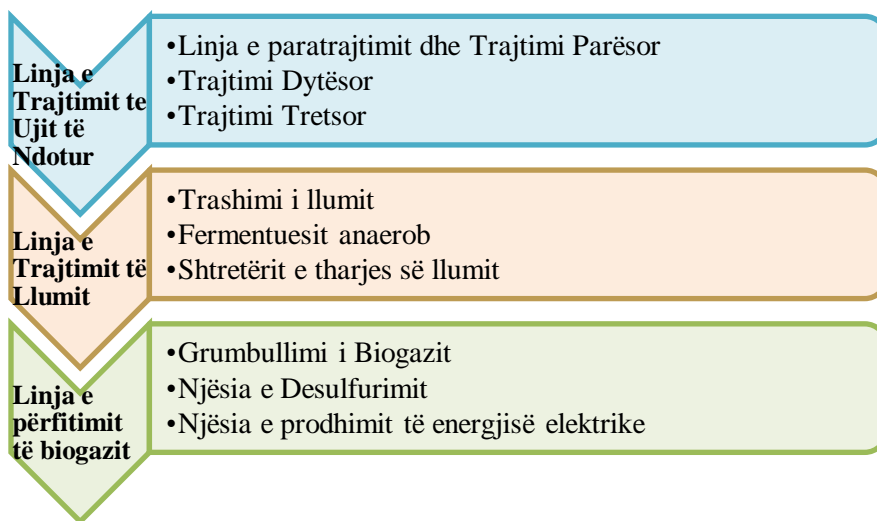 Linja e
Trajtimit te
Ujit të
Ndotur
•Linja e paratrajtimit dhe Trajtimi Parësor
•Trajtimi Dytësor
•Trajtimi Tretsor
Linja e
Trajtimit të
Llumit
•Trashimi i llumit
•Fermentuesit anaerob
•Shtretërit e tharjes së llumit
Linja e
përfitimit
të biogazit
•Grumbullimi i Biogazit
•Njësia e Desulfurimit
•Njësia e prodhimit të energjisë elektrike